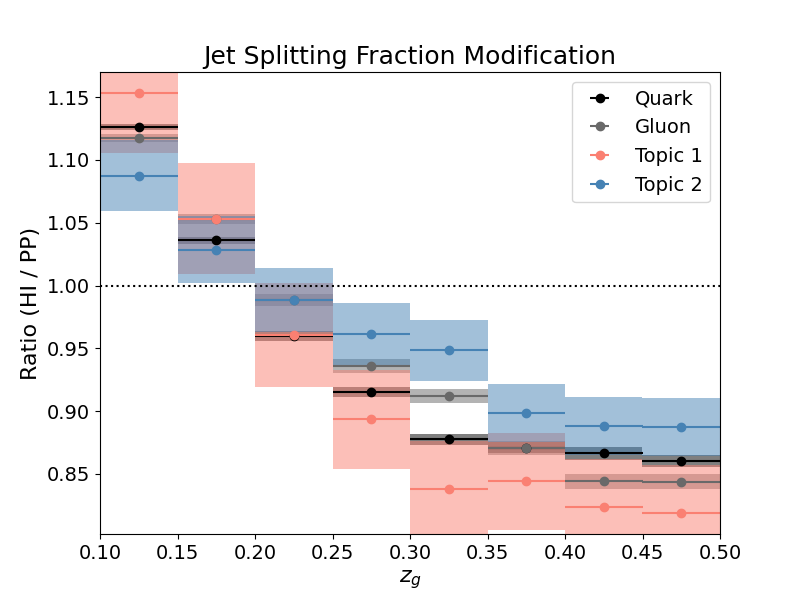 Jet Splitting Fraction Modification
Ratio (HI / PP)
1.15
1.10
1.05
1.00
0.95
0.90
0.85
Quark
Gluon
Topic 1
Topic 2
0.10 0.15 0.20 0.25 0.30 0.35 0.40 0.45 0.50
z_g